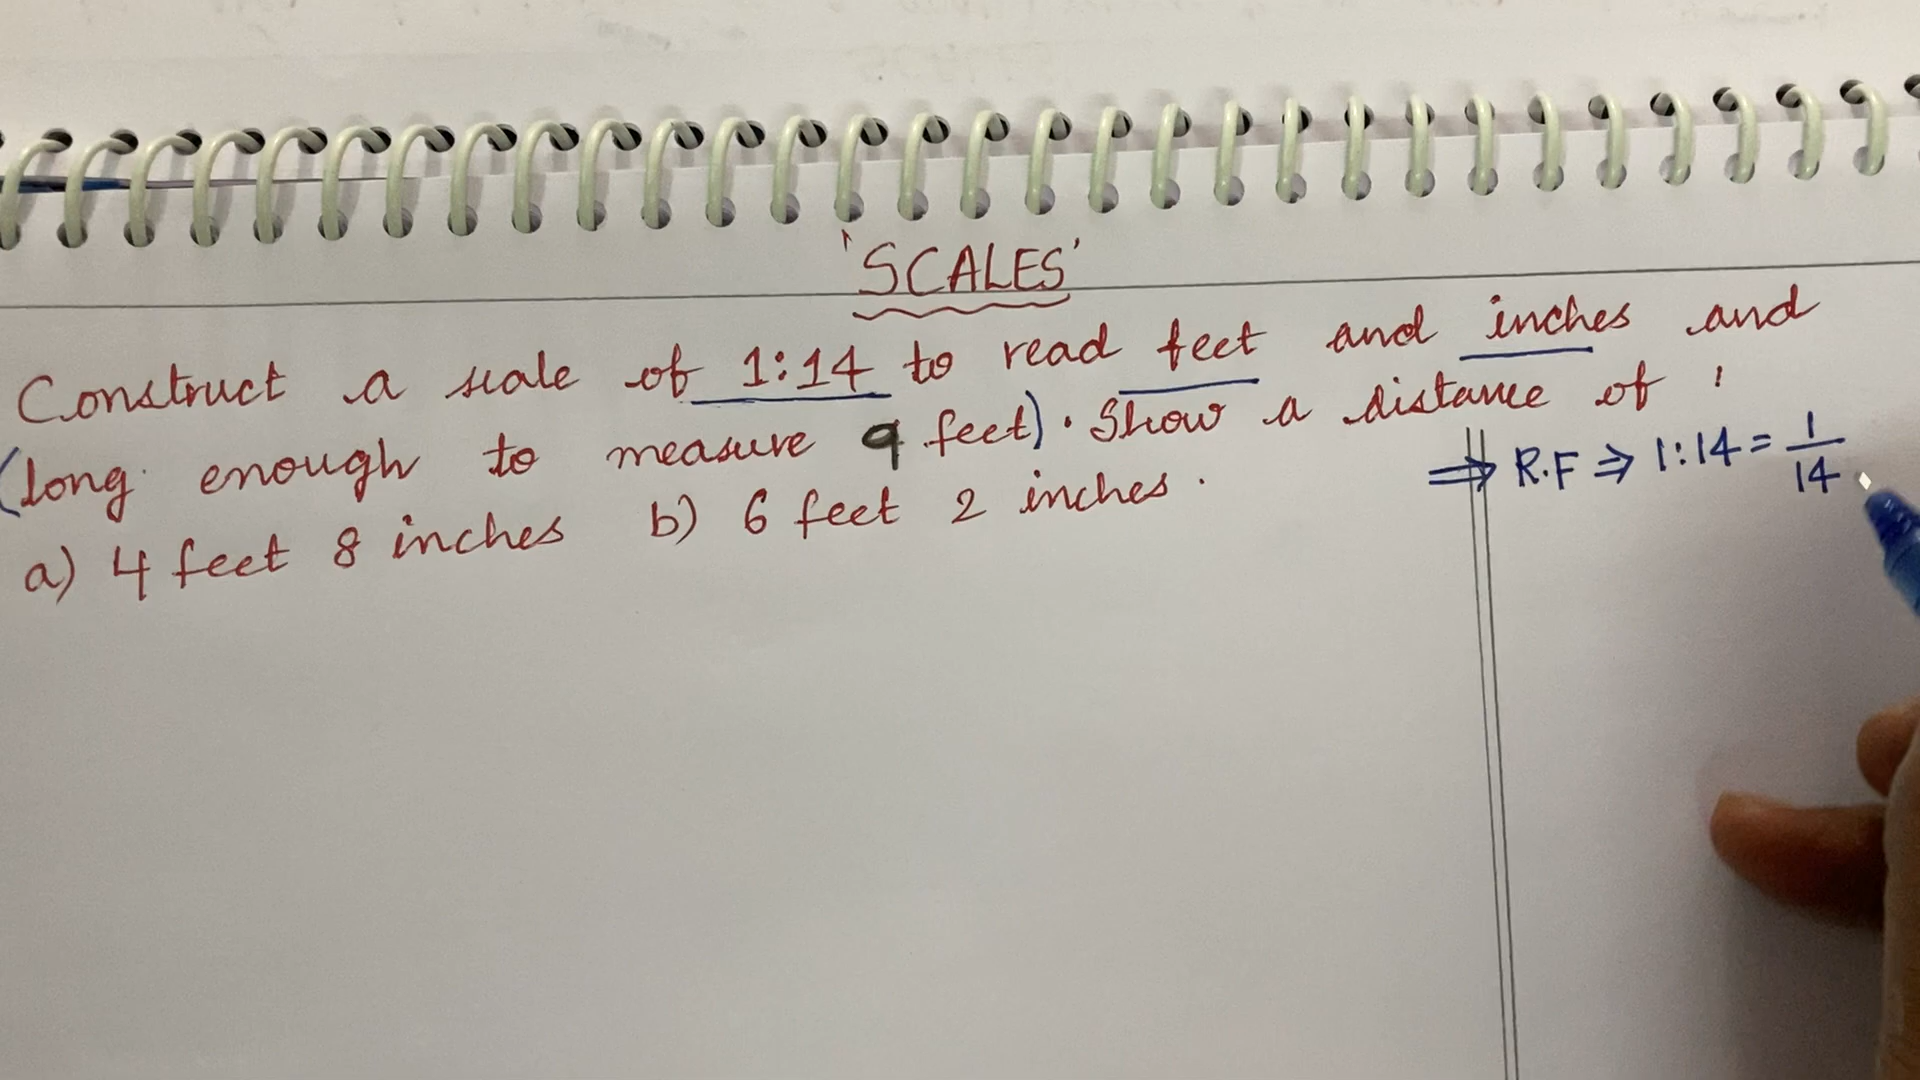 'SCALES'
Construct a scale of 1:14 to read feet and inches and
(long enough to measure 9 feet). Show a distance of :
a) 4 feet 8 inches b) 6 feet 2 inches.
⇒ R.F ⇒ 1:14 = 1/14